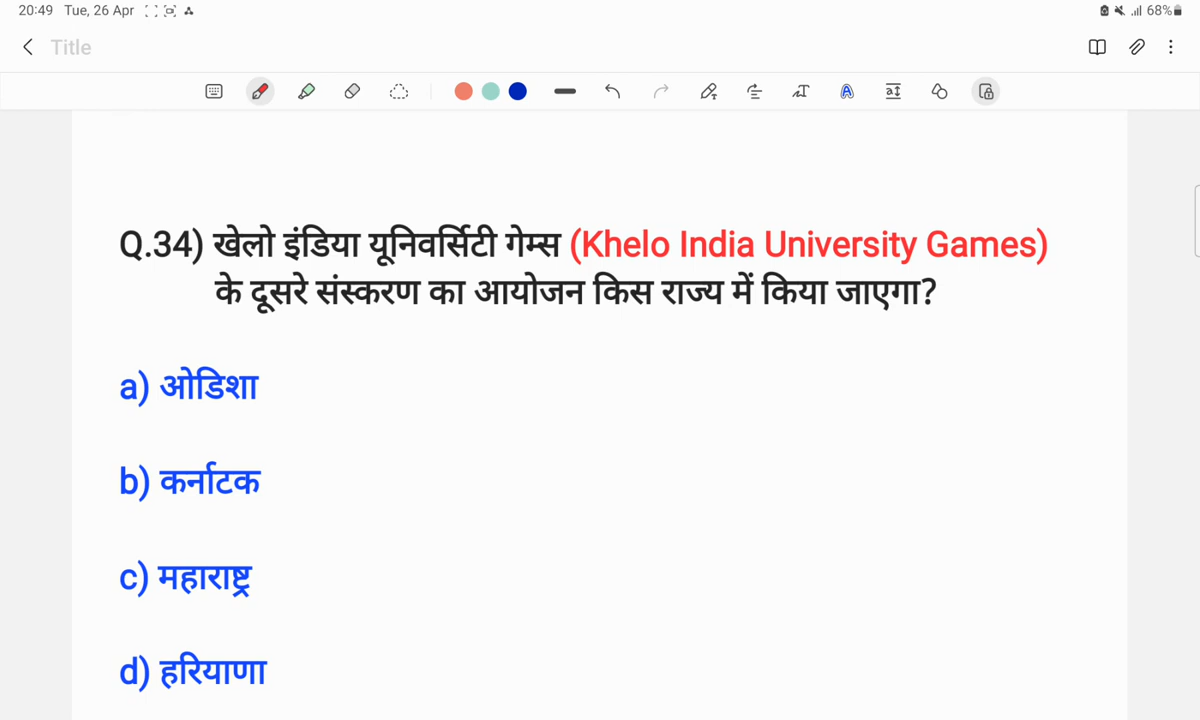 20:49 Tue, 26 Apr 68%
Title
Q.34) खेलो इंडिया यूनिवर्सिटी गेम्स (Khelo India University Games)
के दूसरे संस्करण का आयोजन किस राज्य में किया जाएगा?
a) ओडिशा
b) कर्नाटक
c) महाराष्ट्र
d) हरियाणा